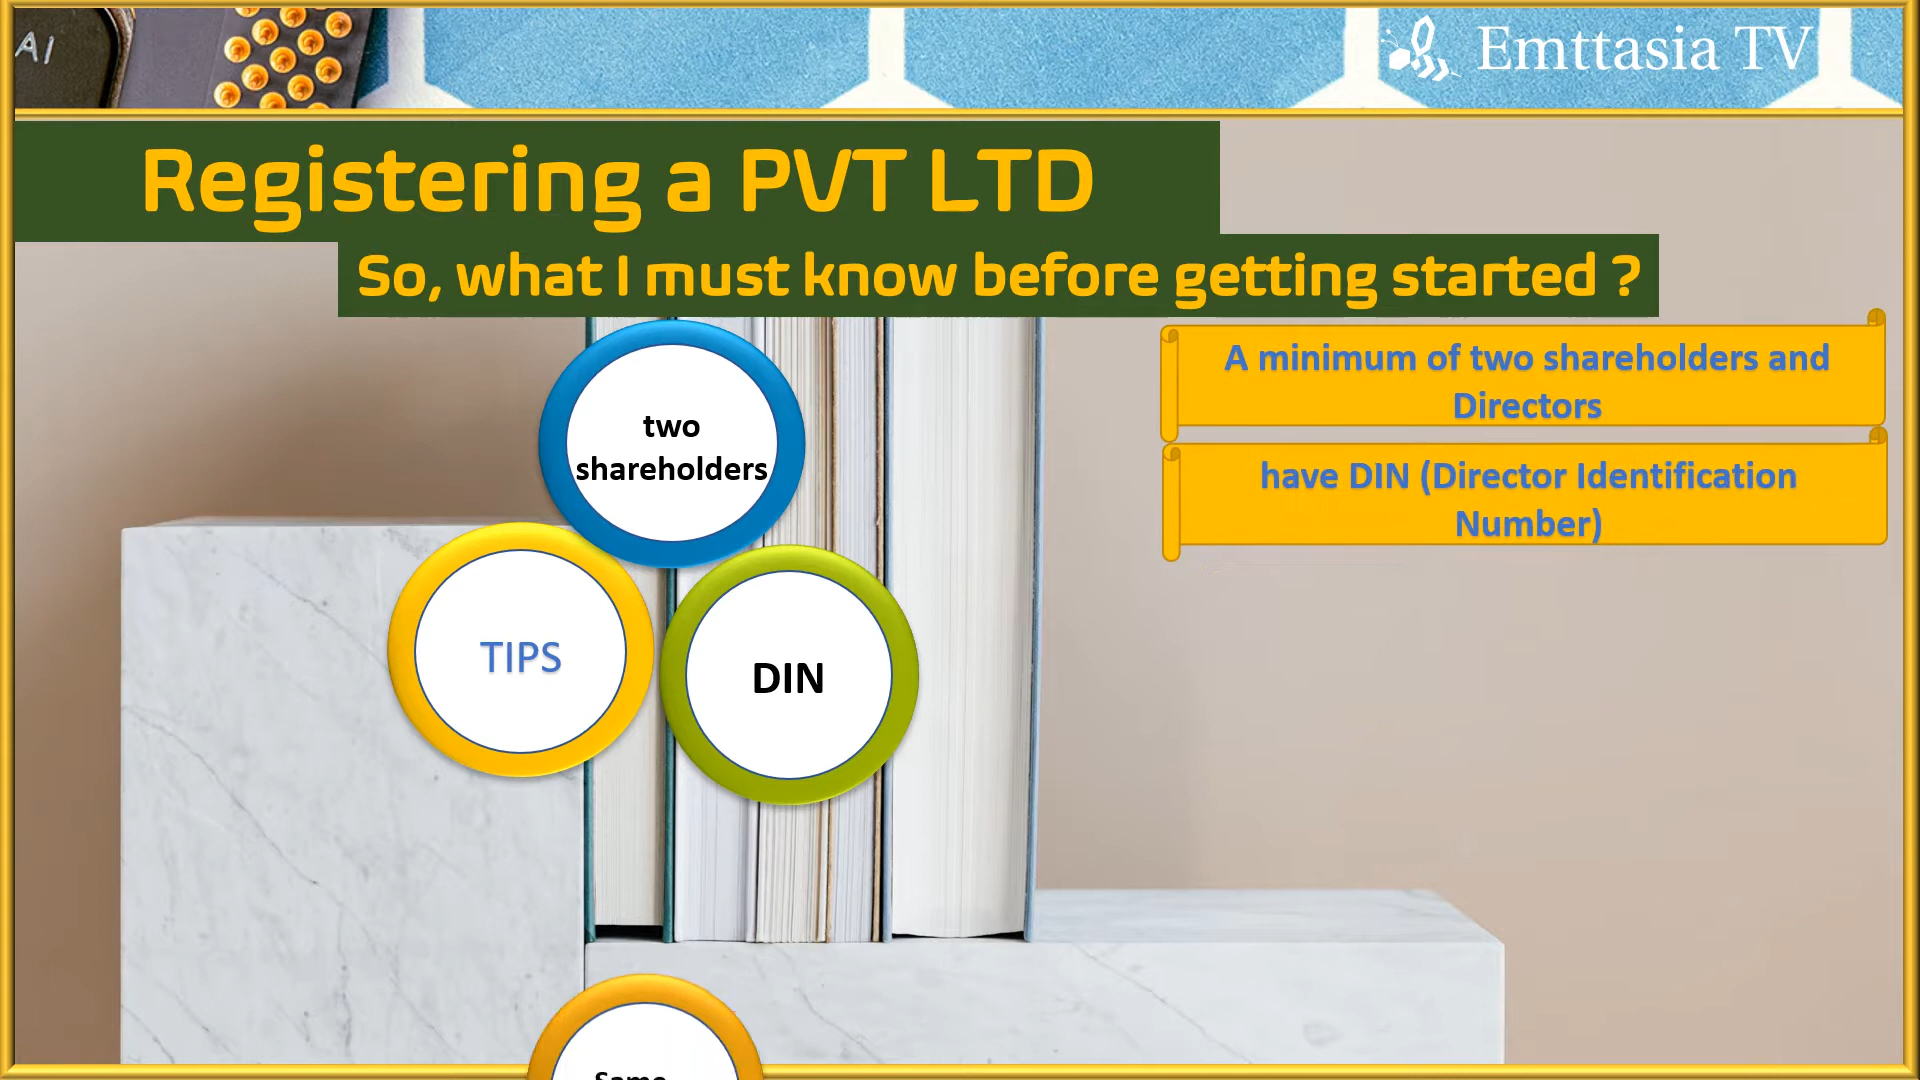 AI
Emttasia TV
Registering a PVT LTD
So, what I must know before getting started ?
two
shareholders
A minimum of two shareholders and
Directors
have DIN (Director Identification
Number)
TIPS
DIN
Same